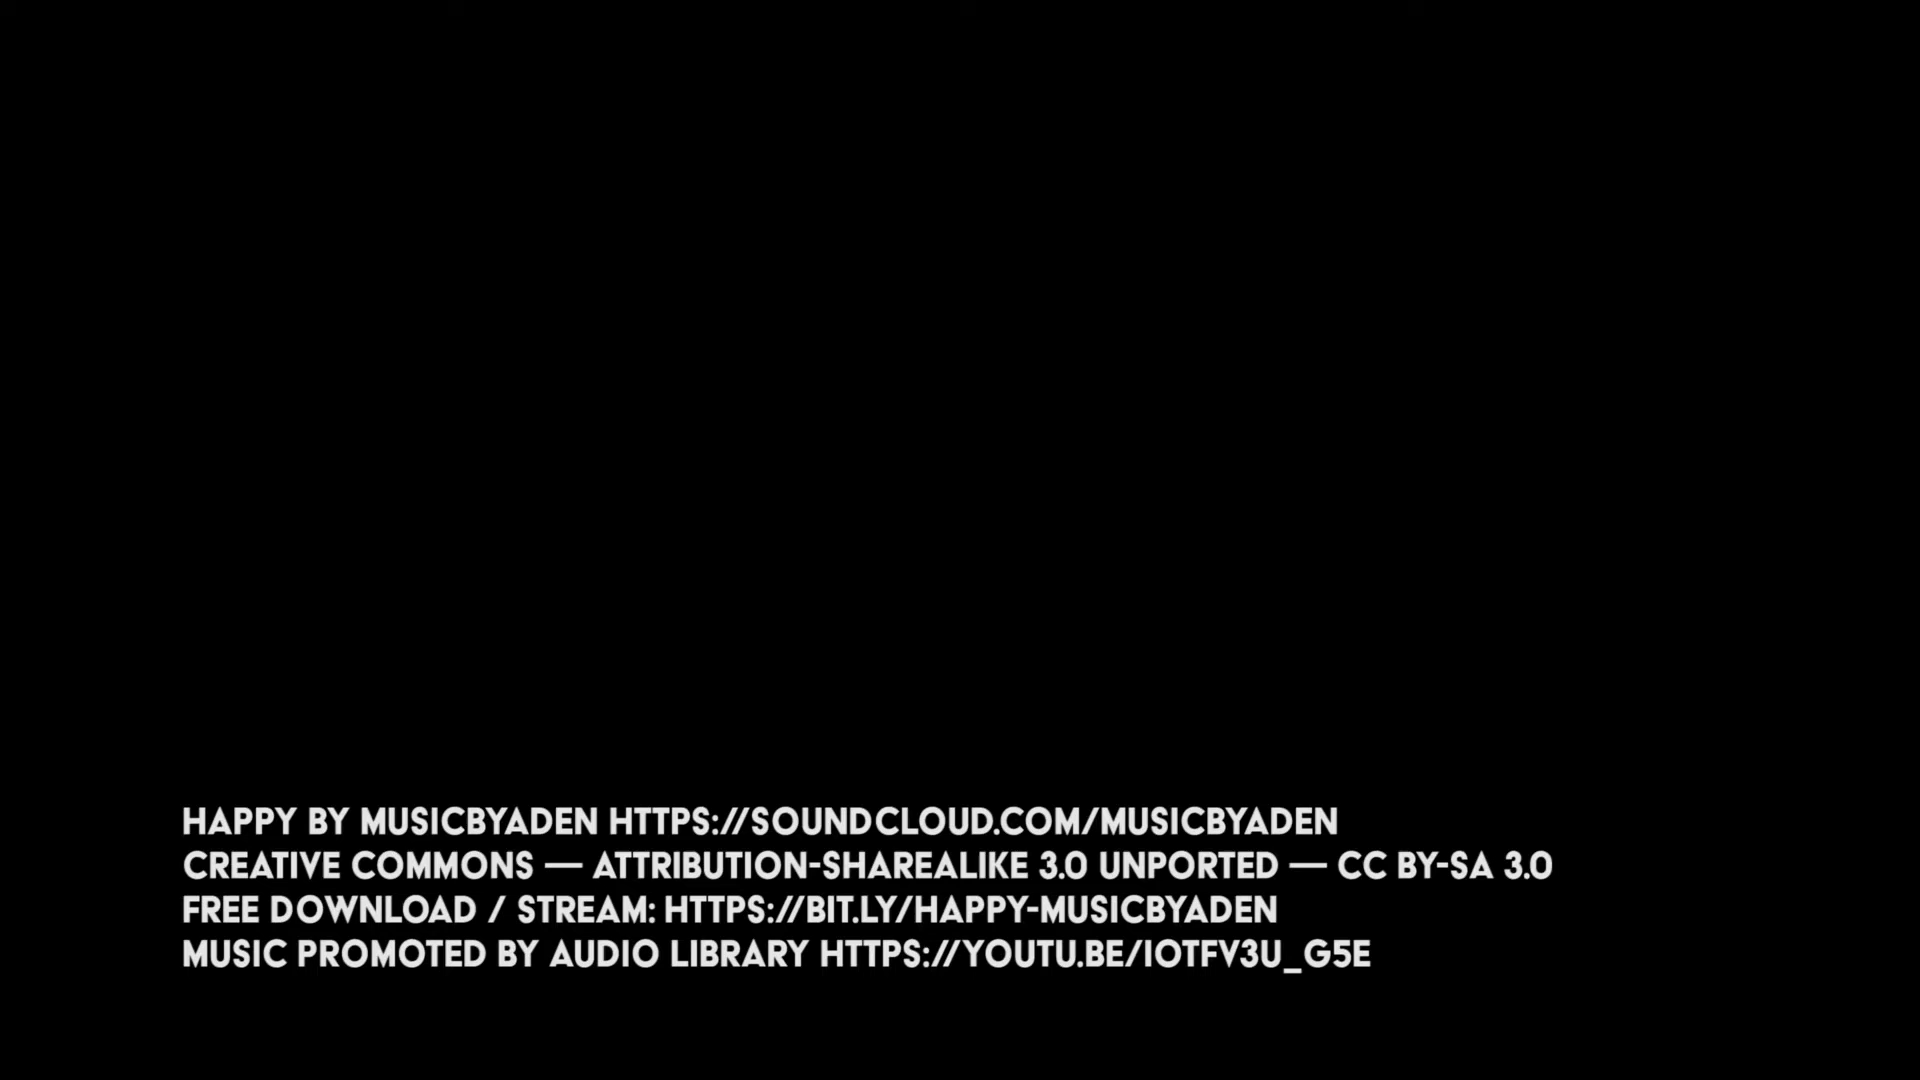 HAPPY BY MUSICBYADEN HTTPS://SOUNDCLOUD.COM/MUSICBYADEN
CREATIVE COMMONS — ATTRIBUTION-SHAREALIKE 3.0 UNPORTED — CC BY-SA 3.0
FREE DOWNLOAD / STREAM: HTTPS://BIT.LY/HAPPY-MUSICBYADEN
MUSIC PROMOTED BY AUDIO LIBRARY HTTPS://YOUTU.BE/IOTFV3U_G5E